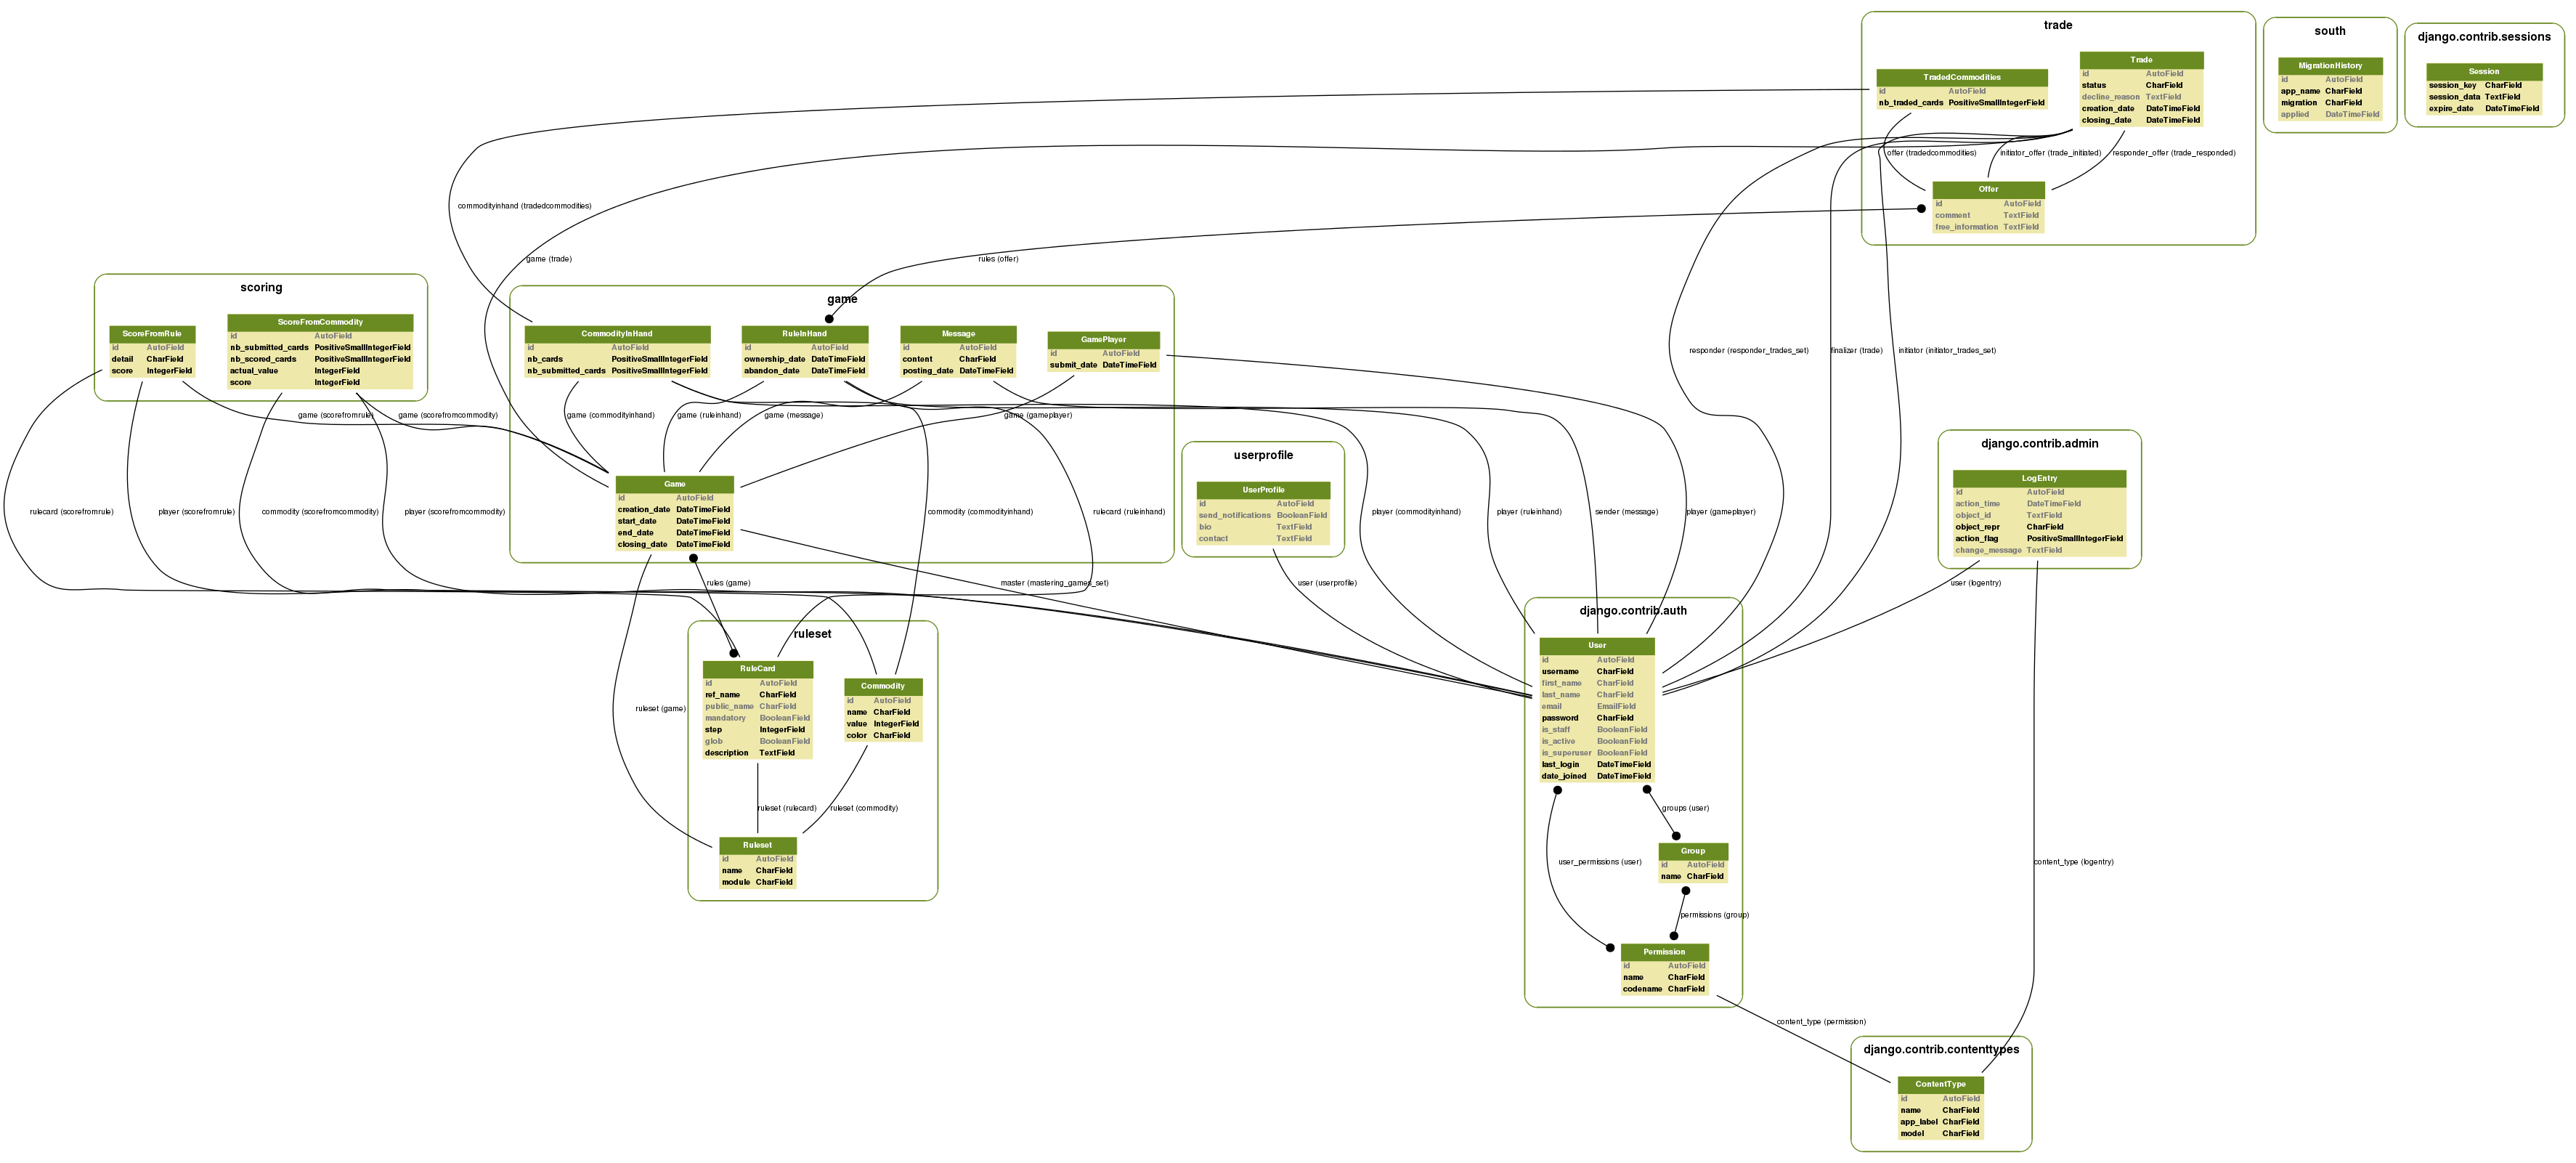 trade
TradedCommodities
id AutoField
nb_traded_cards PositiveSmallIntegerField
Trade
id AutoField
status CharField
decline_reason TextField
creation_date DateTimeField
closing_date DateTimeField
offer (tradedcommodities)
initiator_offer (trade_initiated)
responder_offer (trade_responded)
Offer
id AutoField
comment TextField
free_information TextField
south
MigrationHistory
id AutoField
app_name CharField
migration CharField
applied DateTimeField
django.contrib.sessions
Session
session_key CharField
session_data TextField
expire_date DateTimeField
commodityinhand (tradedcommodities)
game (trade)
rules (offer)
responder (responder_trades_set)
finalizer (trade)
initiator (initiator_trades_set)
scoring
ScoreFromRule
id AutoField
detail CharField
score IntegerField
ScoreFromCommodity
id AutoField
nb_submitted_cards PositiveSmallIntegerField
nb_scored_cards PositiveSmallIntegerField
actual_value IntegerField
score IntegerField
game
CommodityInHand
id AutoField
nb_cards PositiveSmallIntegerField
nb_submitted_cards PositiveSmallIntegerField
RuleInHand
id AutoField
ownership_date DateTimeField
abandon_date DateTimeField
Message
id AutoField
content CharField
posting_date DateTimeField
GamePlayer
id AutoField
submit_date DateTimeField
game (scorefromrule)
game (scorefromcommodity)
game (commodityinhand)
game (ruleinhand)
game (message)
game (gameplayer)
Game
id AutoField
creation_date DateTimeField
start_date DateTimeField
end_date DateTimeField
closing_date DateTimeField
userprofile
UserProfile
id AutoField
send_notifications BooleanField
bio TextField
contact TextField
django.contrib.admin
LogEntry
id AutoField
action_time DateTimeField
object_id TextField
object_repr CharField
action_flag PositiveSmallIntegerField
change_message TextField
rulecard (scorefromrule)
player (scorefromrule)
commodity (scorefromcommodity)
player (scorefromcommodity)
commodity (commodityinhand)
rulecard (ruleinhand)
player (commodityinhand)
player (ruleinhand)
sender (message)
player (gameplayer)
rules (game)
master (mastering_games_set)
user (userprofile)
user (logentry)
ruleset
RuleCard
id AutoField
ref_name CharField
public_name CharField
mandatory BooleanField
step IntegerField
glob BooleanField
description TextField
Commodity
id AutoField
name CharField
value IntegerField
color CharField
ruleset (game)
ruleset (rulecard)
ruleset (commodity)
Ruleset
id AutoField
name CharField
module CharField
django.contrib.auth
User
id AutoField
username CharField
first_name CharField
last_name CharField
email EmailField
password CharField
is_staff BooleanField
is_active BooleanField
is_superuser BooleanField
last_login DateTimeField
date_joined DateTimeField
groups (user)
user_permissions (user)
Group
id AutoField
name CharField
permissions (group)
Permission
id AutoField
name CharField
codename CharField
content_type (logentry)
content_type (permission)
django.contrib.contenttypes
ContentType
id AutoField
name CharField
app_label CharField
model CharField